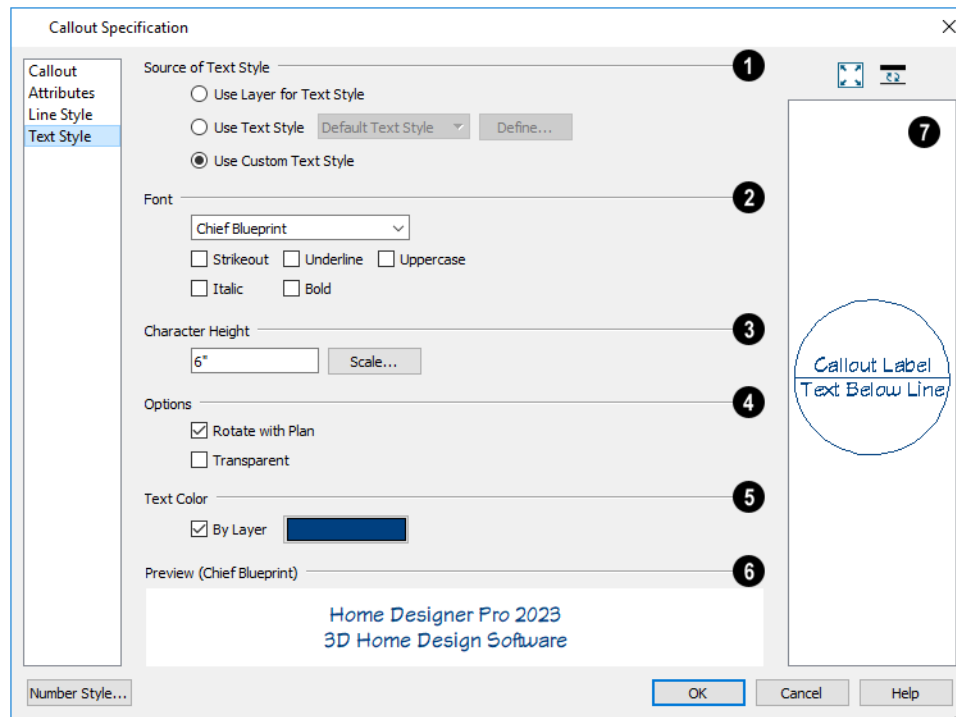 Callout Specification
Callout
Attributes
Line Style
Text Style
Source of Text Style 1
Use Layer for Text Style
Use Text Style Default Text Style Define...
Use Custom Text Style
Font 2
Chief Blueprint
Strikeout Underline Uppercase
Italic Bold
Character Height 3
6" Scale...
Options 4
Rotate with Plan
Transparent
Text Color 5
By Layer
Preview (Chief Blueprint) 6
Home Designer Pro 2023
3D Home Design Software
7
Callout Label
Text Below Line
Number Style... OK Cancel Help